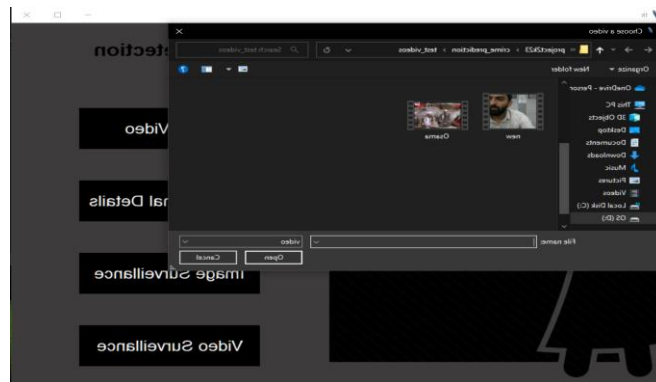 Choose a video
« project2k23 › crime_prediction › test_videos
Search test_videos
Organize
New folder
OneDrive - Person
This PC
3D Objects
Desktop
Documents
Downloads
Music
Pictures
Videos
Local Disk (C:)
OS (D:)
new
Osama
File name:
video
Open
Cancel
etection
Video
nal Details
Image Surveillance
Video Surveillance